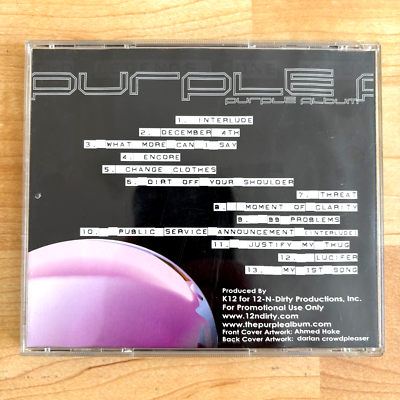 purple
purple album
1. INTERLUDE
2. DECEMBER 4TH
3. WHAT MORE CAN I SAY
4. ENCORE
5. CHANGE CLOTHES
6. DIRT OFF YOUR SHOULDER
7. THREAT
8. MOMENT OF CLARITY
9. 99 PROBLEMS
10. PUBLIC SERVICE ANNOUNCEMENT (INTERLUDE)
11. JUSTIFY MY THUG
12. LUCIFER
13. MY 1ST SONG
Produced By
K12 for 12-N-Dirty Productions, Inc.
For Promotional Use Only
www.12ndirty.com
www.thepurplealbum.com
Front Cover Artwork: Ahmed Hoke
Back Cover Artwork: darian crowdpleaser